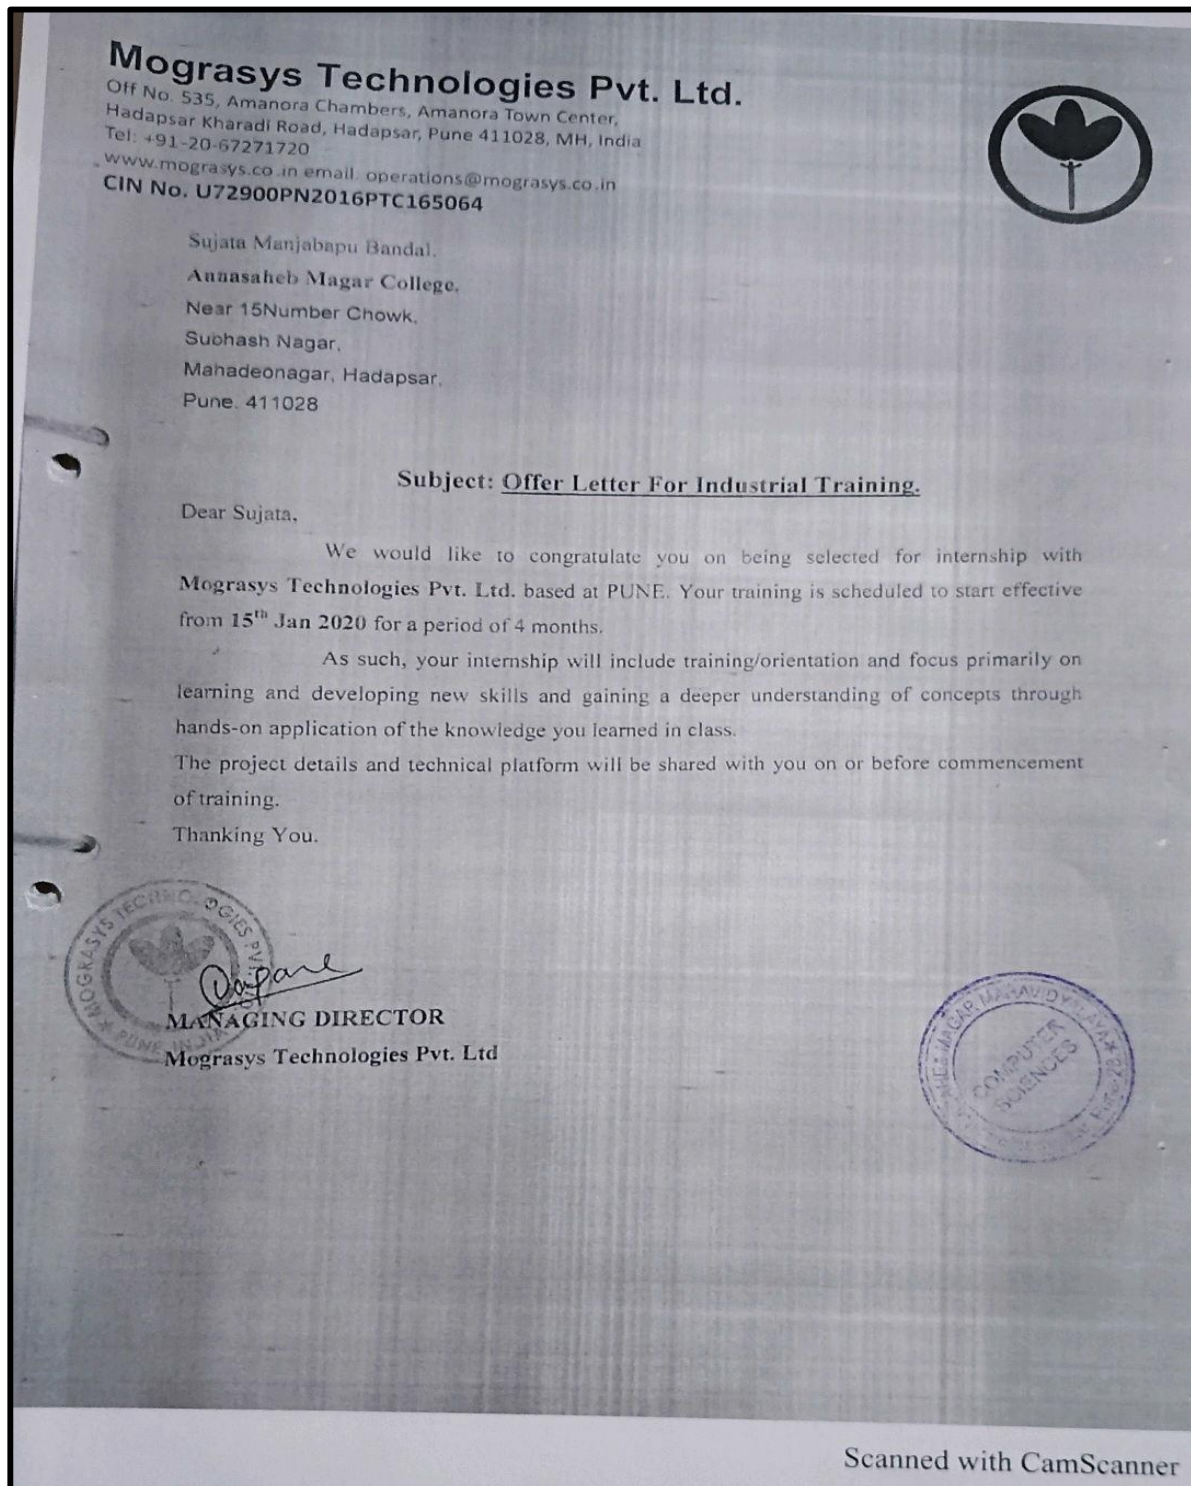 Mograsys Technologies Pvt. Ltd.
Off No. 535, Amanora Chambers, Amanora Town Center,
Hadapsar Kharadi Road, Hadapsar, Pune 411028, MH, India
Tel: +91-20-67271720
www.mograsys.co.in email. operations@mograsys.co.in
CIN No. U72900PN2016PTC165064
Sujata Manjabapu Bandal.
Annasaheb Magar College,
Near 15Number Chowk,
Subhash Nagar,
Mahadeonagar, Hadapsar,
Pune. 411028
Subject: Offer Letter For Industrial Training.
Dear Sujata,
We would like to congratulate you on being selected for internship with
Mograsys Technologies Pvt. Ltd. based at PUNE. Your training is scheduled to start effective
from 15th Jan 2020 for a period of 4 months.
As such, your internship will include training/orientation and focus primarily on
learning and developing new skills and gaining a deeper understanding of concepts through
hands-on application of the knowledge you learned in class.
The project details and technical platform will be shared with you on or before commencement
of training.
Thanking You.
MOGRASYS TECHNOLOGIES PVT.
PUNE INDIA
MANAGING DIRECTOR
Mograsys Technologies Pvt. Ltd
MAGAR MAHAVIDYALAYA
COMPUTER
SCIENCES
Scanned with CamScanner